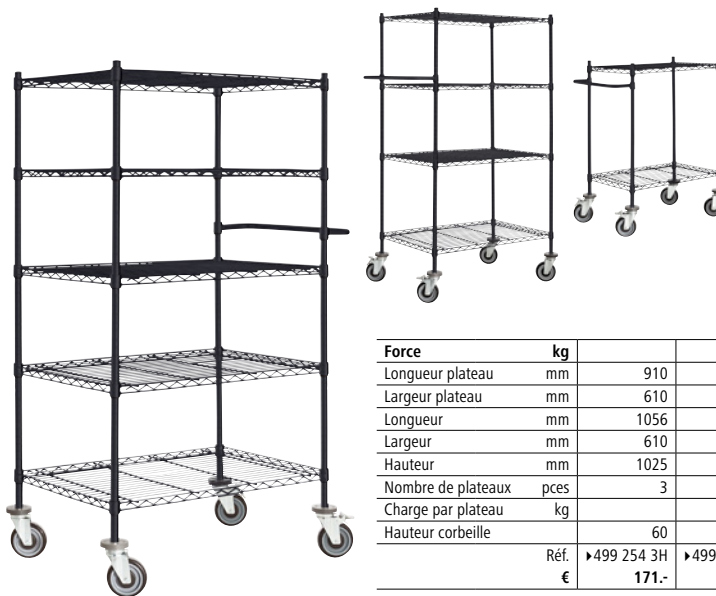 Force kg
Longueur plateau mm 910
Largeur plateau mm 610
Longueur mm 1056
Largeur mm 610
Hauteur mm 1025
Nombre de plateaux pces 3
Charge par plateau kg
Hauteur corbeille 60
Réf. ▸499 254 3H ▸499
€ 171.-